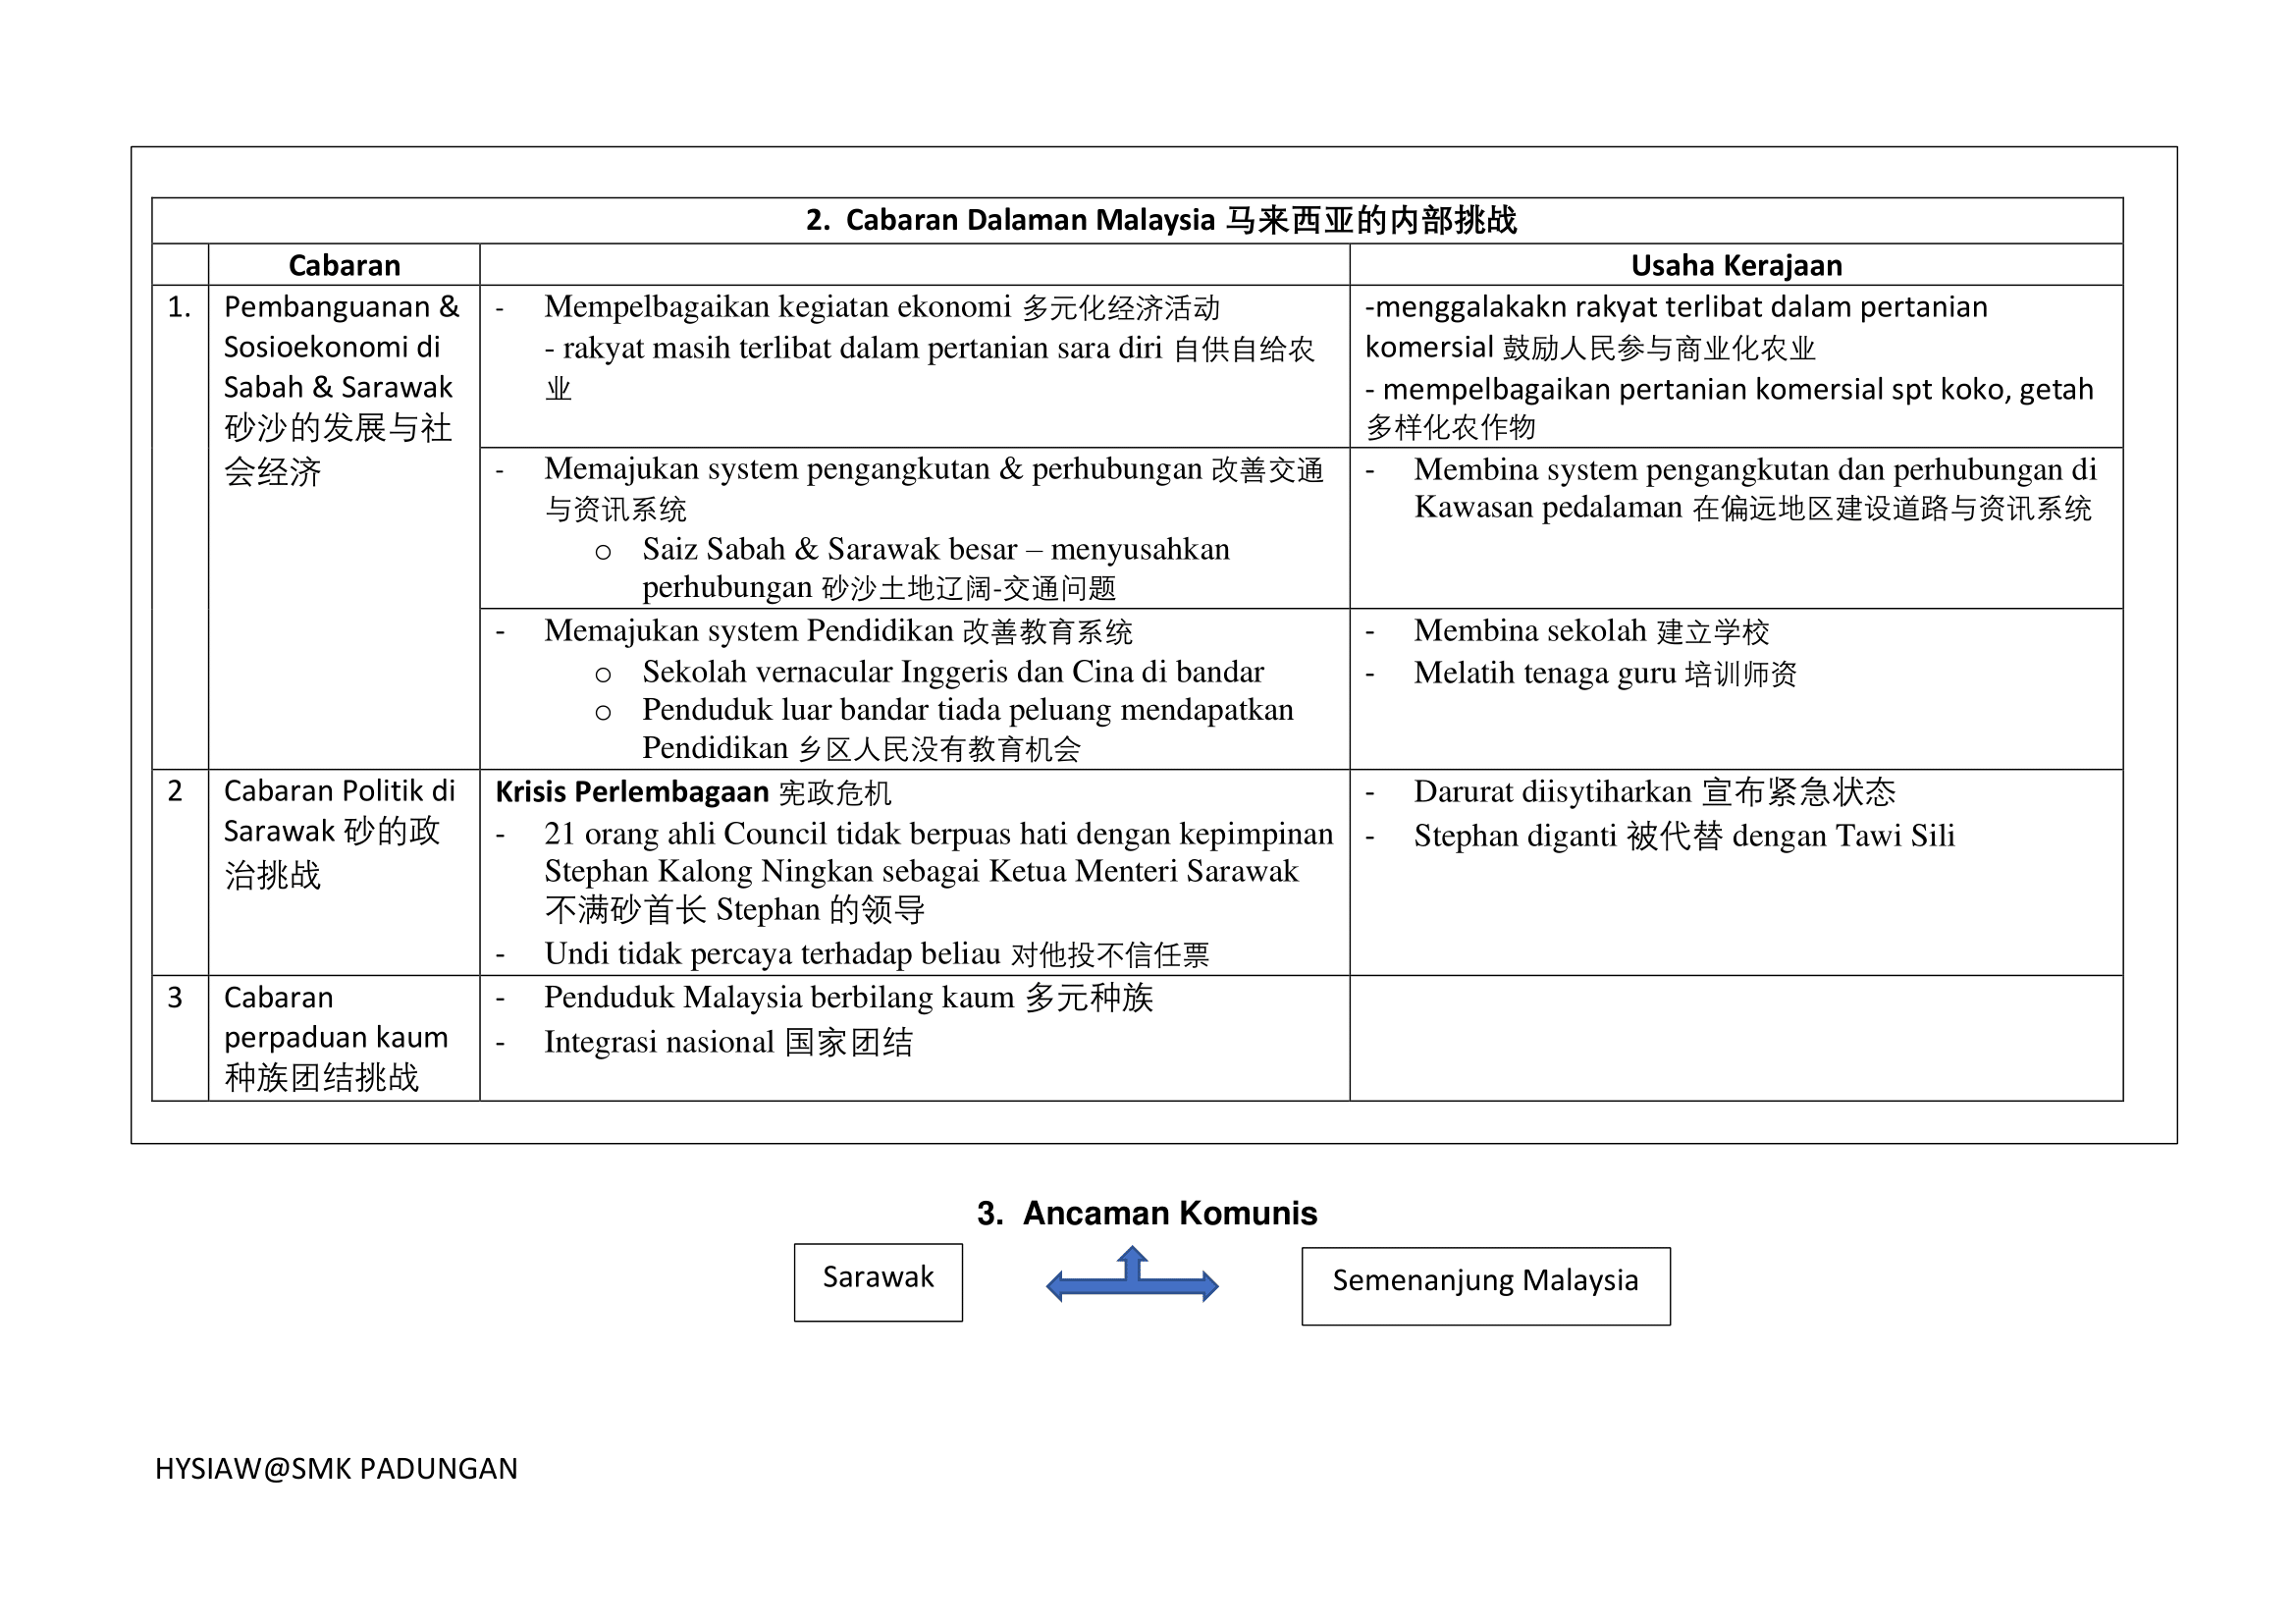 2. Cabaran Dalaman Malaysia 马来西亚的内部挑战
Cabaran
Usaha Kerajaan
1.
Pembanguanan &
Sosioekonomi di
Sabah & Sarawak
砂沙的发展与社
会经济
- Mempelbagaikan kegiatan ekonomi 多元化经济活动
- rakyat masih terlibat dalam pertanian sara diri 自供自给农
业
-menggalakakn rakyat terlibat dalam pertanian
komersial 鼓励人民参与商业化农业
- mempelbagaikan pertanian komersial spt koko, getah
多样化农作物
- Memajukan system pengangkutan & perhubungan 改善交通
与资讯系统
o Saiz Sabah & Sarawak besar – menyusahkan
perhubungan 砂沙土地辽阔-交通问题
- Membina system pengangkutan dan perhubungan di
Kawasan pedalaman 在偏远地区建设道路与资讯系统
- Memajukan system Pendidikan 改善教育系统
o Sekolah vernacular Inggeris dan Cina di bandar
o Penduduk luar bandar tiada peluang mendapatkan
Pendidikan 乡区人民没有教育机会
- Membina sekolah 建立学校
- Melatih tenaga guru 培训师资
2
Cabaran Politik di
Sarawak 砂的政
治挑战
Krisis Perlembagaan 宪政危机
- 21 orang ahli Council tidak berpuas hati dengan kepimpinan
Stephan Kalong Ningkan sebagai Ketua Menteri Sarawak
不满砂首长 Stephan 的领导
- Undi tidak percaya terhadap beliau 对他投不信任票
- Darurat diisytiharkan 宣布紧急状态
- Stephan diganti 被代替 dengan Tawi Sili
3
Cabaran
perpaduan kaum
种族团结挑战
- Penduduk Malaysia berbilang kaum 多元种族
- Integrasi nasional 国家团结
3. Ancaman Komunis
Sarawak
Semenanjung Malaysia
HYSIAW@SMK PADUNGAN